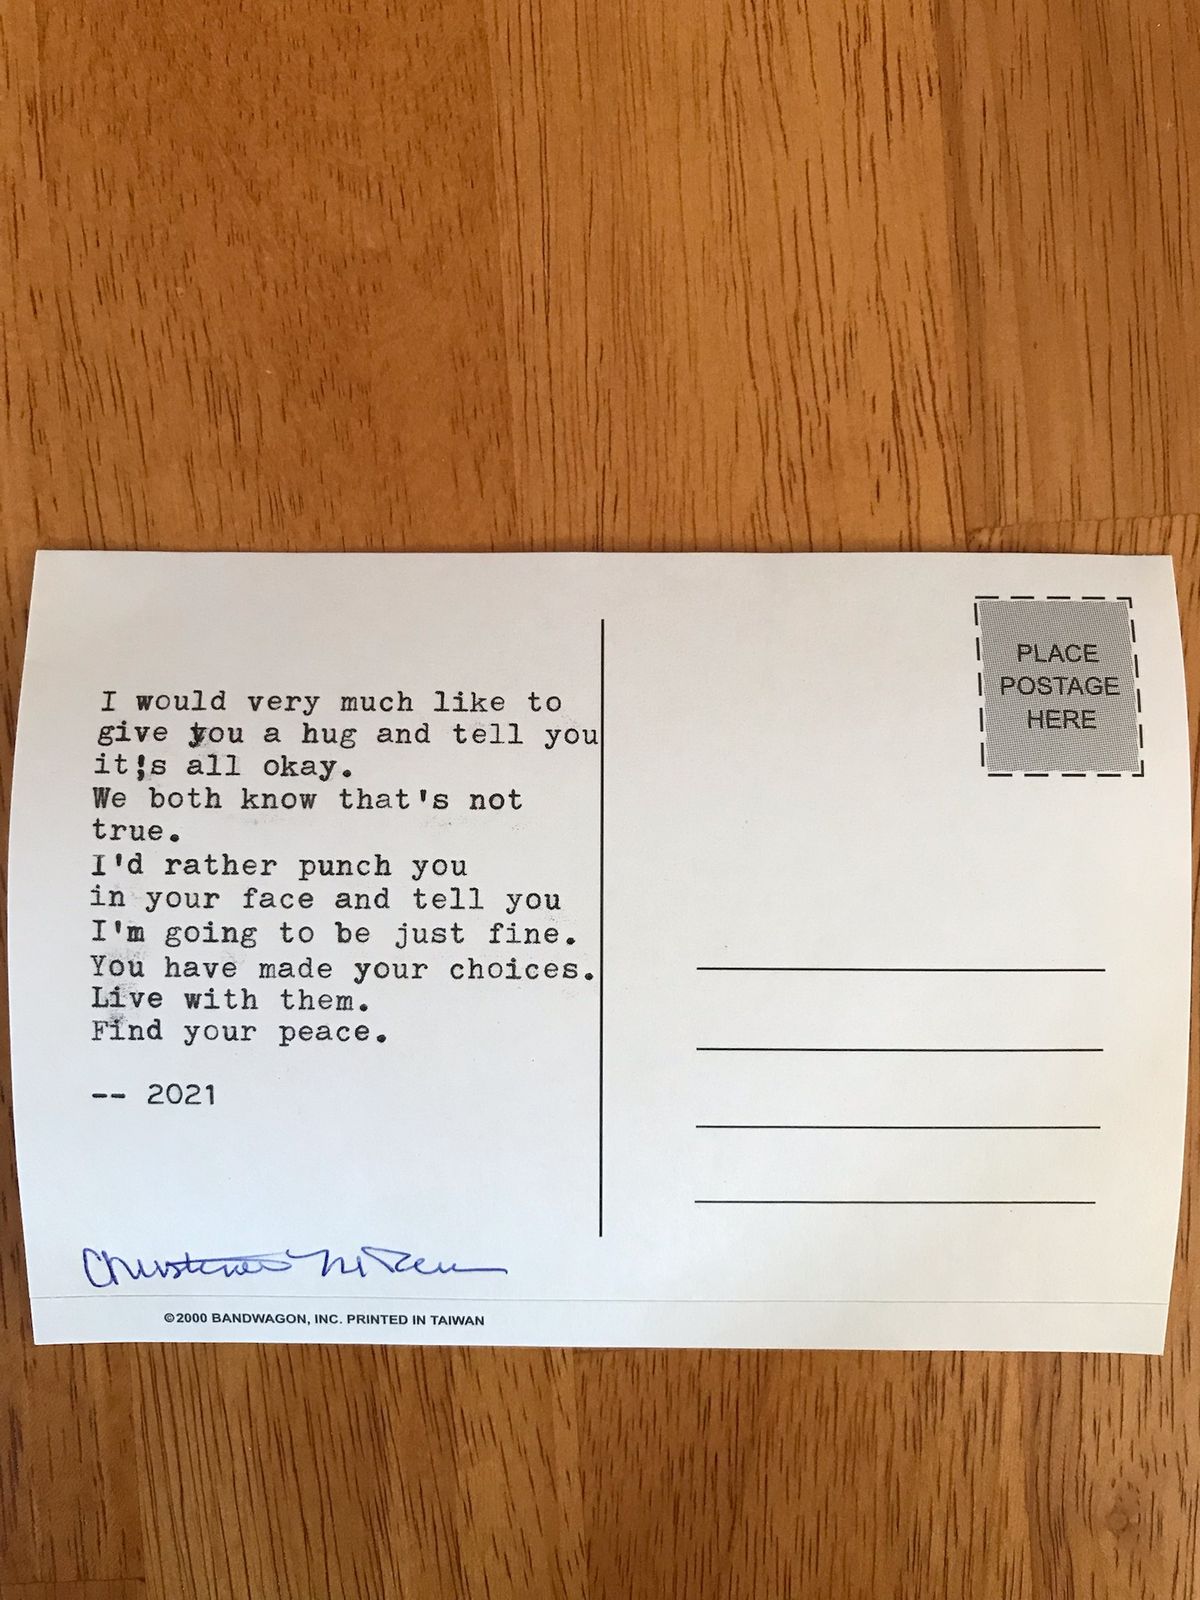 I would very much like to
give you a hug and tell you
it's all okay.
We both know that's not
true.
I'd rather punch you
in your face and tell you
I'm going to be just fine.
You have made your choices.
Live with them.
Find your peace.
-- 2021
©2000 BANDWAGON, INC. PRINTED IN TAIWAN
PLACE
POSTAGE
HERE